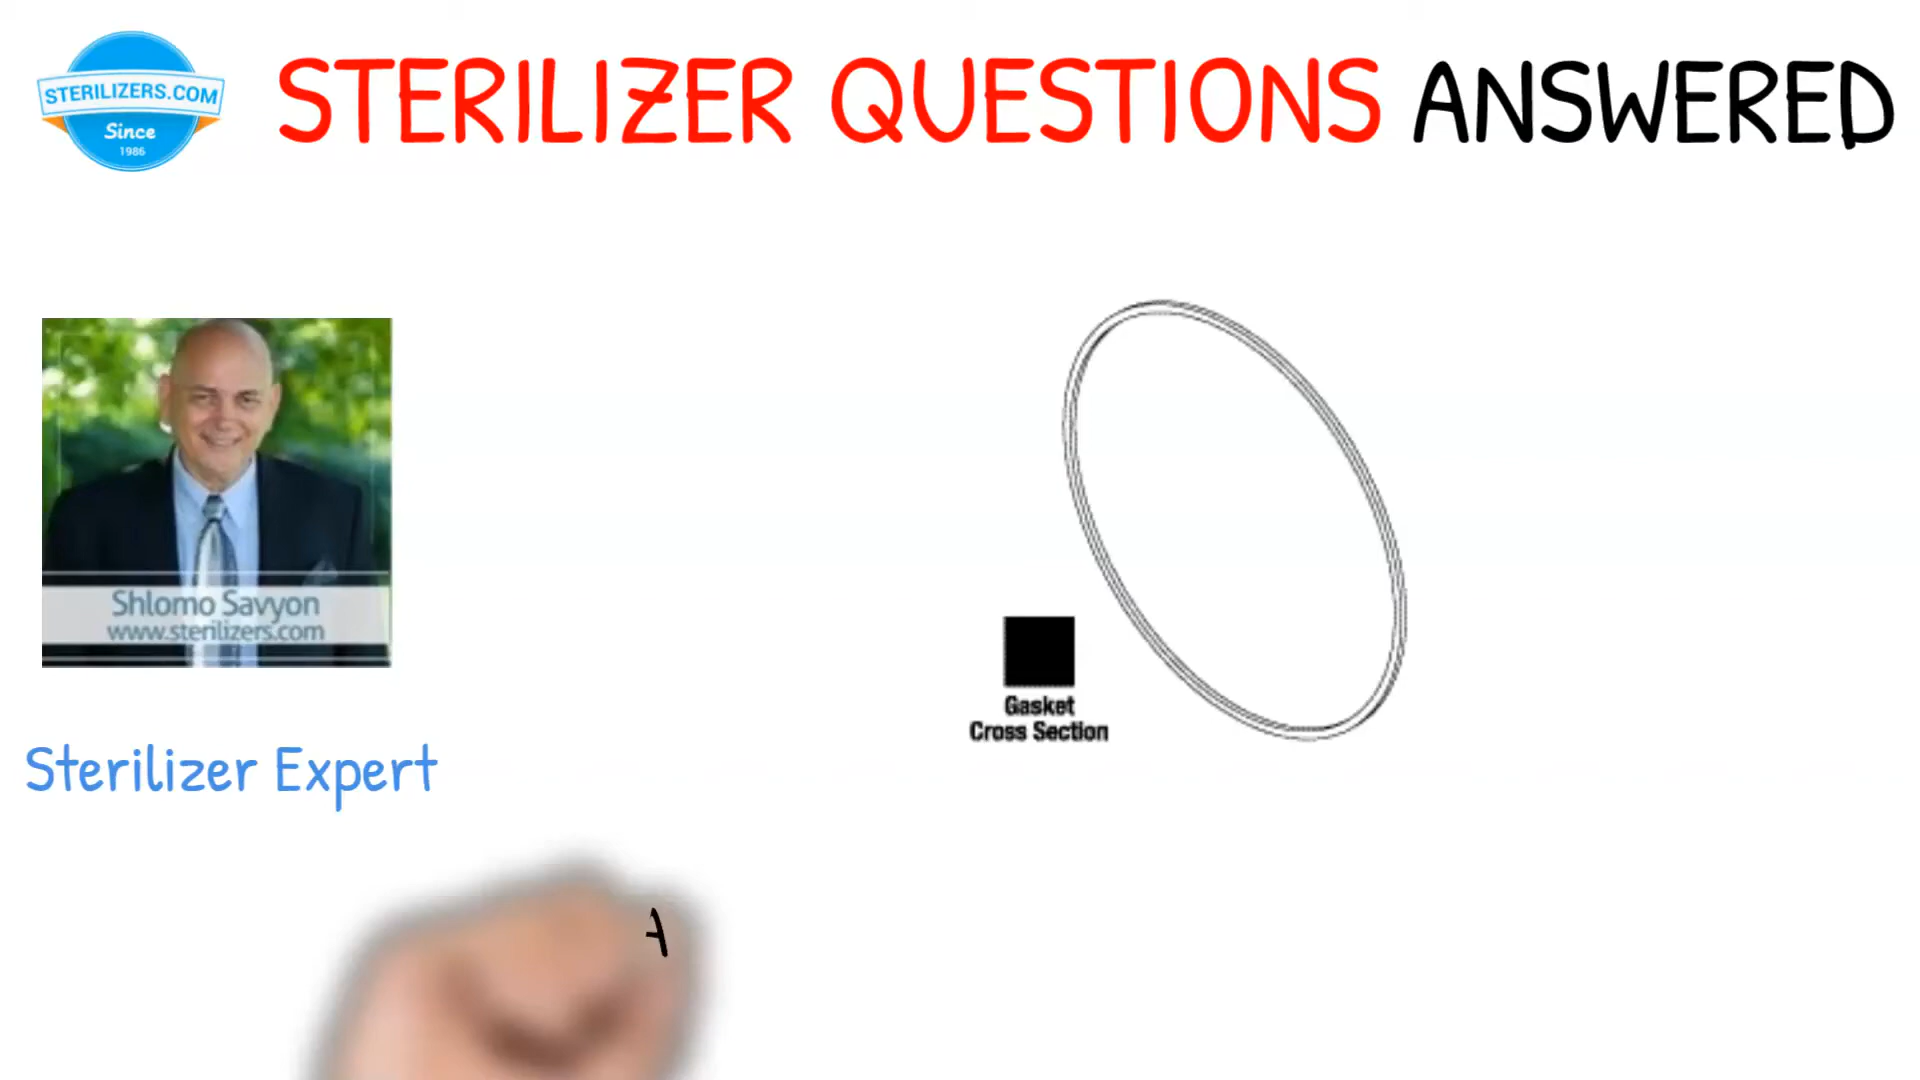 STERILIZERS.COM
Since
1986
STERILIZER QUESTIONS ANSWERED
Shlomo Savyon
www.sterilizers.com
Gasket
Cross Section
Sterilizer Expert
A